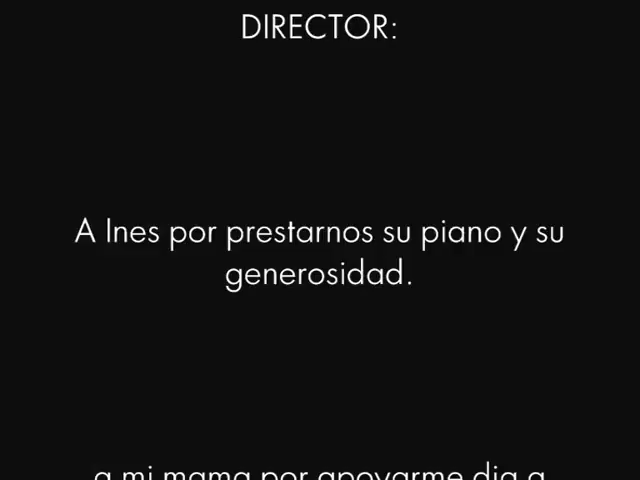 DIRECTOR:
A Ines por prestarnos su piano y su
generosidad.
a mi mama por apoyarme dia a